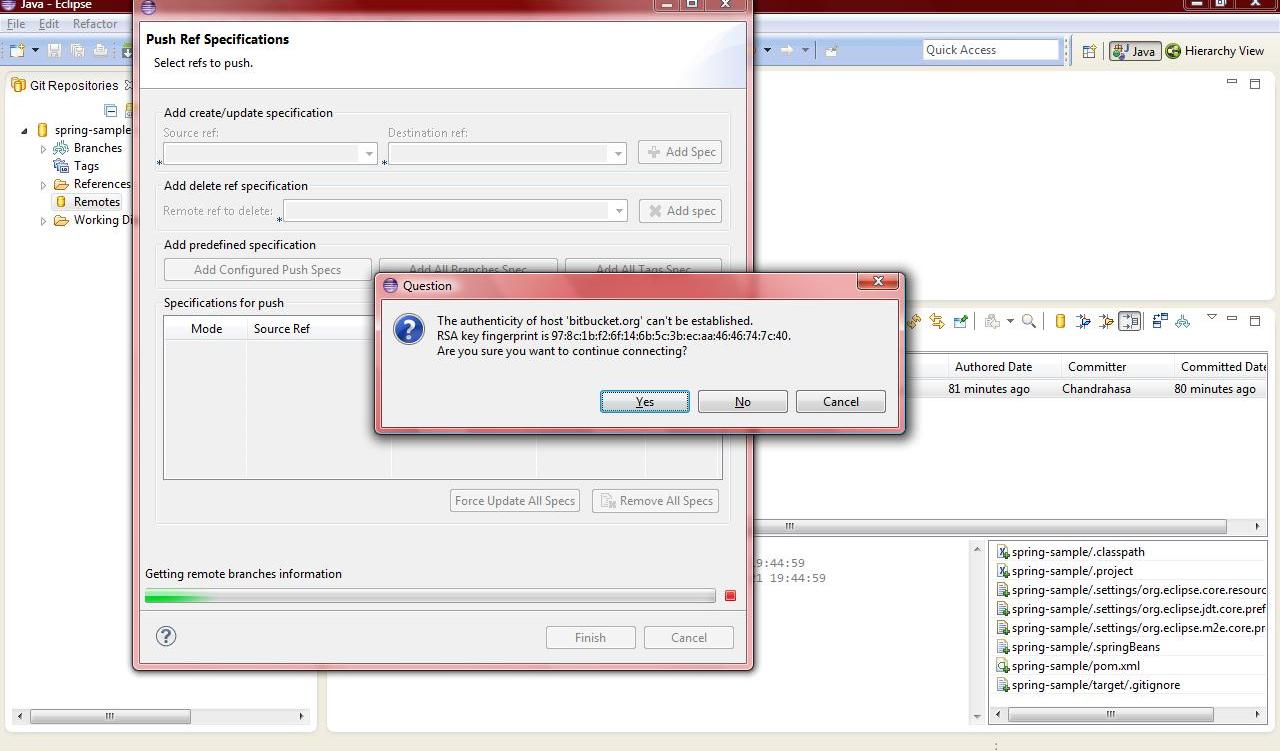 Java - Eclipse
File Edit Refactor
Quick Access
Java
Hierarchy View
Git Repositories
spring-sample
Branches
Tags
References
Remotes
Working Di
Push Ref Specifications
Select refs to push.
Add create/update specification
Source ref:
Destination ref:
Add Spec
Add delete ref specification
Remote ref to delete:
Add spec
Add predefined specification
Add Configured Push Specs
Add All Branches Spec
Add All Tags Spec
Specifications for push
Mode
Source Ref
Question
The authenticity of host 'bitbucket.org' can't be established.
RSA key fingerprint is 97:8c:1b:f2:6f:14:6b:5c:3b:ec:aa:46:46:74:7c:40.
Are you sure you want to continue connecting?
Yes
No
Cancel
Force Update All Specs
Remove All Specs
Getting remote branches information
Finish
Cancel
Authored Date
Committer
Committed Date
81 minutes ago
Chandrahasa
80 minutes ago
9:44:59
1 19:44:59
spring-sample/.classpath
spring-sample/.project
spring-sample/.settings/org.eclipse.core.resourc
spring-sample/.settings/org.eclipse.jdt.core.pref
spring-sample/.settings/org.eclipse.m2e.core.pr
spring-sample/.springBeans
spring-sample/pom.xml
spring-sample/target/.gitignore